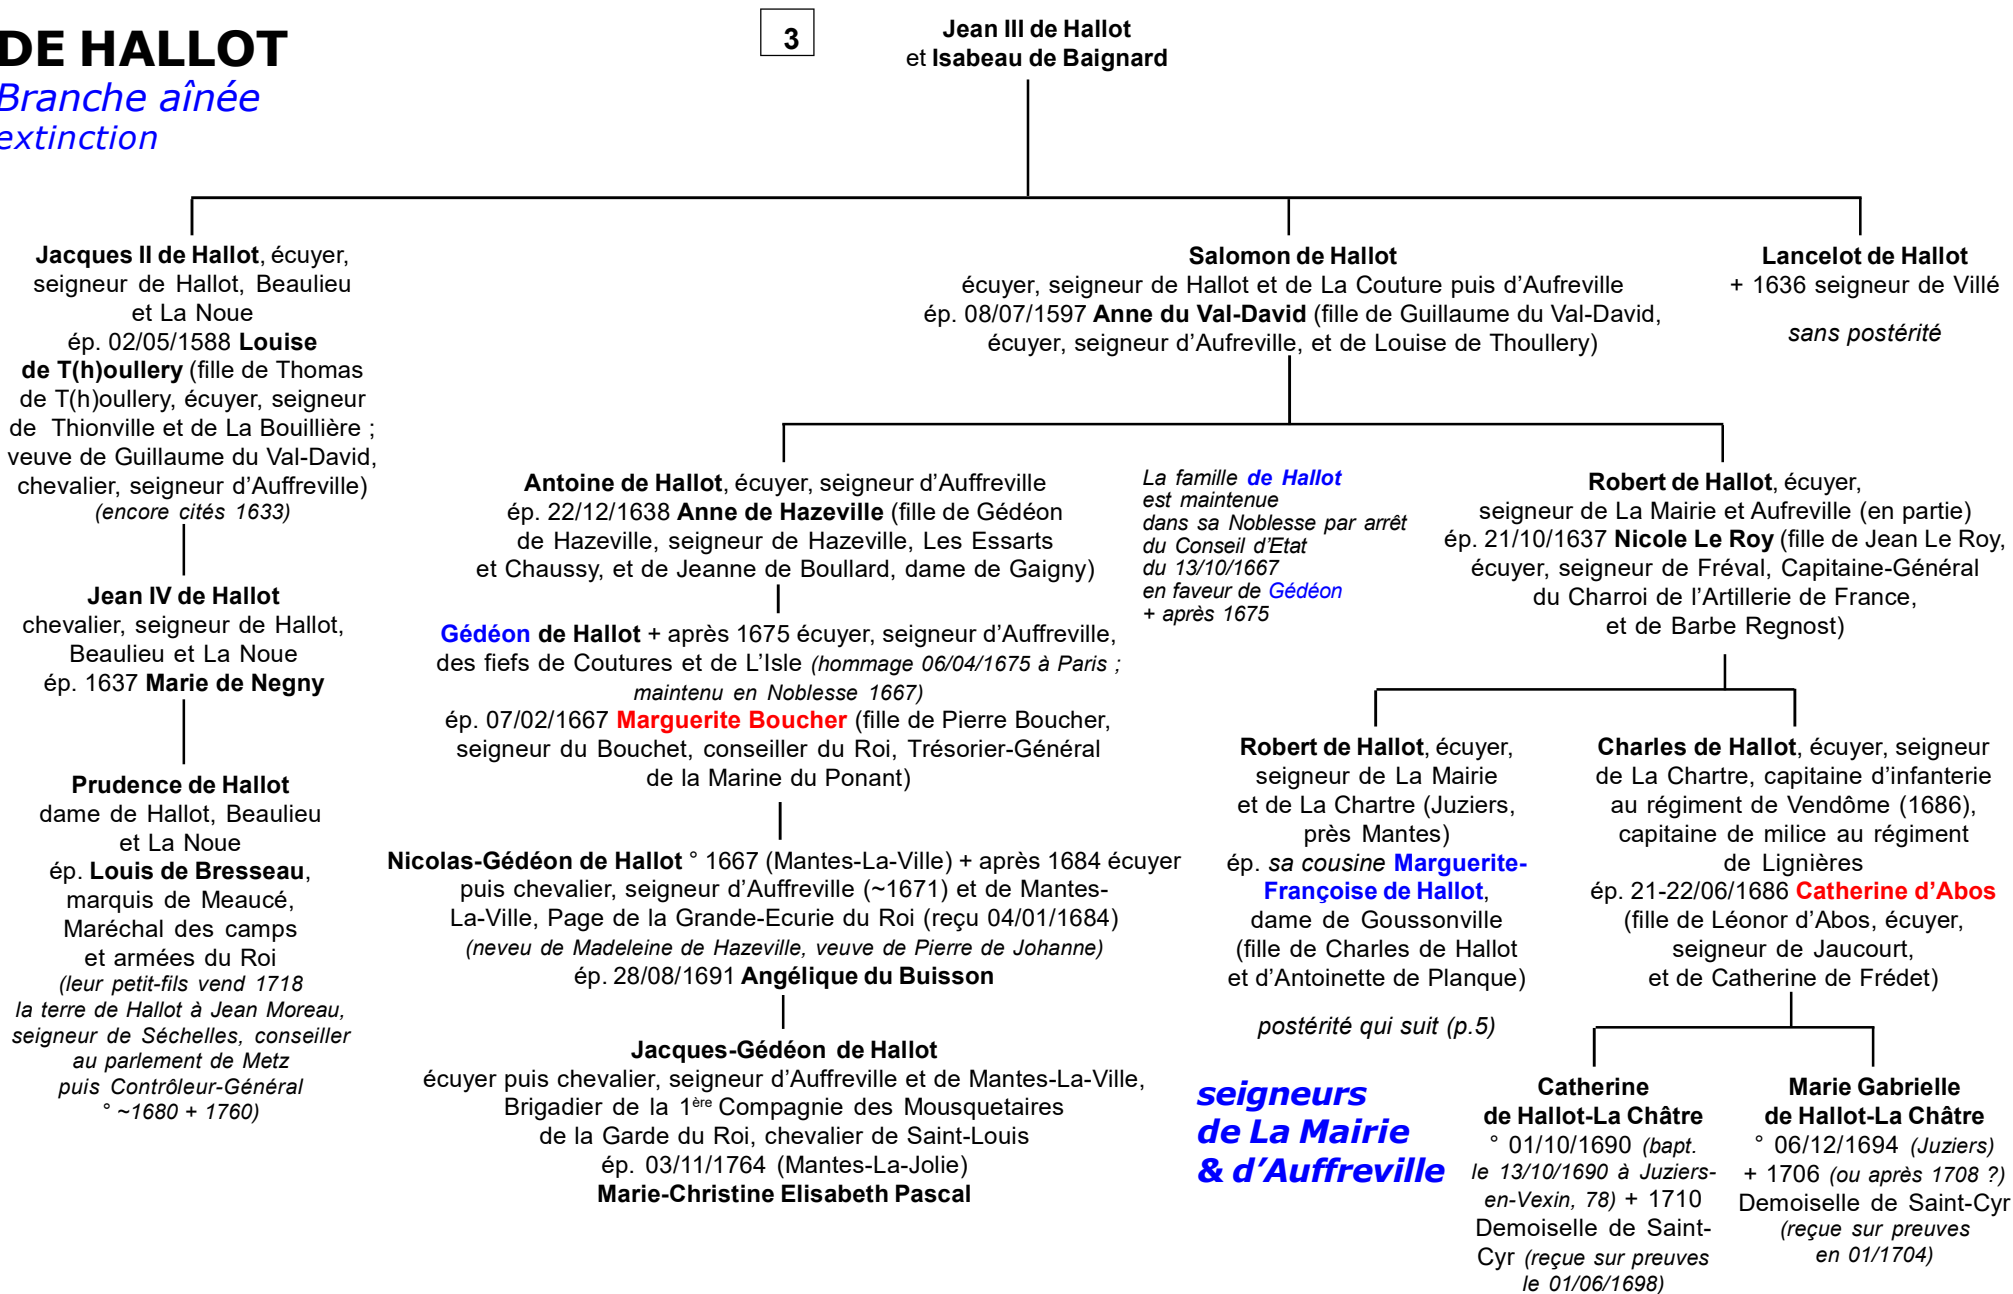 DE HALLOT
Branche aînée
extinction
3
Jean III de Hallot
et Isabeau de Baignard
Jacques II de Hallot, écuyer,
seigneur de Hallot, Beaulieu
et La Noue
ép. 02/05/1588 Louise
de T(h)oullery (fille de Thomas
de T(h)oullery, écuyer, seigneur
de Thionville et de La Bouillière ;
veuve de Guillaume du Val-David,
chevalier, seigneur d'Auffreville)
(encore cités 1633)
Jean IV de Hallot
chevalier, seigneur de Hallot,
Beaulieu et La Noue
ép. 1637 Marie de Negny
Prudence de Hallot
dame de Hallot, Beaulieu
et La Noue
ép. Louis de Bresseau,
marquis de Meaucé,
Maréchal des camps
et armées du Roi
(leur petit-fils vend 1718
la terre de Hallot à Jean Moreau,
seigneur de Séchelles, conseiller
au parlement de Metz
puis Contrôleur-Général
° ~1680 + 1760)
Salomon de Hallot
écuyer, seigneur de Hallot et de La Couture puis d'Aufreville
ép. 08/07/1597 Anne du Val-David (fille de Guillaume du Val-David,
écuyer, seigneur d'Aufreville, et de Louise de Thoullery)
Lancelot de Hallot
+ 1636 seigneur de Villé
sans postérité
Antoine de Hallot, écuyer, seigneur d'Auffreville
ép. 22/12/1638 Anne de Hazeville (fille de Gédéon
de Hazeville, seigneur de Hazeville, Les Essarts
et Chaussy, et de Jeanne de Boullard, dame de Gaigny)
Gédéon de Hallot + après 1675 écuyer, seigneur d'Auffreville,
des fiefs de Coutures et de L'Isle (hommage 06/04/1675 à Paris ;
maintenu en Noblesse 1667)
ép. 07/02/1667 Marguerite Boucher (fille de Pierre Boucher,
seigneur du Bouchet, conseiller du Roi, Trésorier-Général
de la Marine du Ponant)
Nicolas-Gédéon de Hallot ° 1667 (Mantes-La-Ville) + après 1684 écuyer
puis chevalier, seigneur d'Auffreville (~1671) et de Mantes-
La-Ville, Page de la Grande-Ecurie du Roi (reçu 04/01/1684)
(neveu de Madeleine de Hazeville, veuve de Pierre de Johanne)
ép. 28/08/1691 Angélique du Buisson
Jacques-Gédéon de Hallot
écuyer puis chevalier, seigneur d'Auffreville et de Mantes-La-Ville,
Brigadier de la 1ère Compagnie des Mousquetaires
de la Garde du Roi, chevalier de Saint-Louis
ép. 03/11/1764 (Mantes-La-Jolie)
Marie-Christine Elisabeth Pascal
La famille de Hallot
est maintenue
dans sa Noblesse par arrêt
du Conseil d'Etat
du 13/10/1667
en faveur de Gédéon
+ après 1675
Robert de Hallot, écuyer,
seigneur de La Mairie et Aufreville (en partie)
ép. 21/10/1637 Nicole Le Roy (fille de Jean Le Roy,
écuyer, seigneur de Fréval, Capitaine-Général
du Charroi de l'Artillerie de France,
et de Barbe Regnost)
Robert de Hallot, écuyer,
seigneur de La Mairie
et de La Chartre (Juziers,
près Mantes)
ép. sa cousine Marguerite-
Françoise de Hallot,
dame de Goussonville
(fille de Charles de Hallot
et d'Antoinette de Planque)
postérité qui suit (p.5)
Charles de Hallot, écuyer, seigneur
de La Chartre, capitaine d'infanterie
au régiment de Vendôme (1686),
capitaine de milice au régiment
de Lignières
ép. 21-22/06/1686 Catherine d'Abos
(fille de Léonor d'Abos, écuyer,
seigneur de Jaucourt,
et de Catherine de Frédet)
seigneurs
de La Mairie
& d'Auffreville
Catherine
de Hallot-La Châtre
° 01/10/1690 (bapt.
le 13/10/1690 à Juziers-
en-Vexin, 78) + 1710
Demoiselle de Saint-
Cyr (reçue sur preuves
le 01/06/1698)
Marie Gabrielle
de Hallot-La Châtre
° 06/12/1694 (Juziers)
+ 1706 (ou après 1708 ?)
Demoiselle de Saint-Cyr
(reçue sur preuves
en 01/1704)